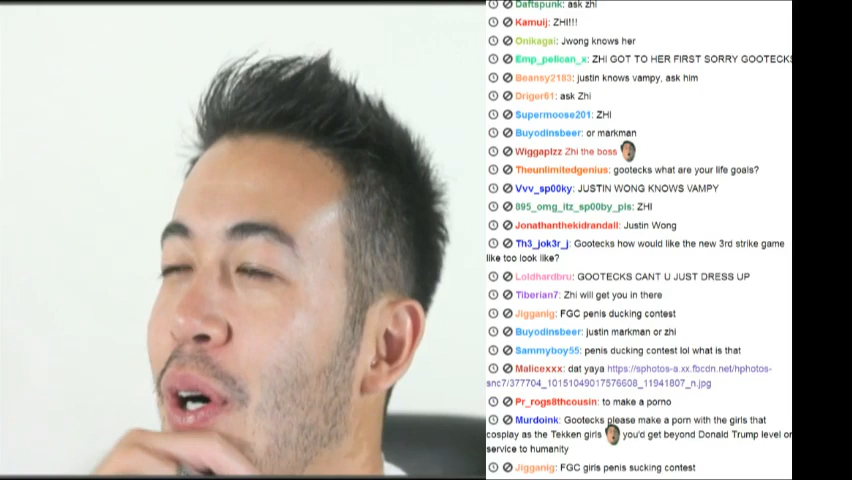 Daftspunk: ask zhi
Kamuij: ZHI!!!
Onikagai: Jwong knows her
Emp_pelican_x: ZHI GOT TO HER FIRST SORRY GOOTECKS
Beansy2183: justin knows vampy, ask him
Driger61: ask Zhi
Supermoose201: ZHI
Buyodinsbeer: or markman
Wiggaplzz Zhi the boss
Theunlimitedgenius: gootecks what are your life goals?
Vvv_sp00ky: JUSTIN WONG KNOWS VAMPY
895_omg_itz_sp00by_pls: ZHI
Jonathanthekidrandall: Justin Wong
Th3_jok3r_j: Gootecks how would like the new 3rd strike game
like too look like?
Loldhardbru: GOOTECKS CANT U JUST DRESS UP
Tiberian7: Zhi will get you in there
Jigganig: FGC penis ducking contest
Buyodinsbeer: justin markman or zhi
Sammyboy55: penis ducking contest lol what is that
Malicexxx: dat yaya https://sphotos-a.xx.fbcdn.net/hphotos-
snc7/377704_10151049017576608_11941807_n.jpg
Pr_rogs8thcousin: to make a porno
Murdoink: Gootecks please make a porn with the girls that
cosplay as the Tekken girls you'd get beyond Donald Trump level or
service to humanity
Jigganig: FGC girls penis sucking contest